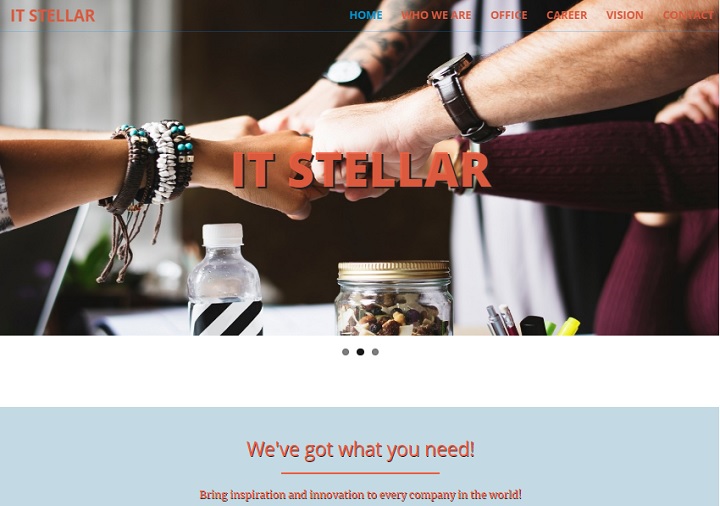 IT STELLAR
HOME WHO WE ARE OFFICE CAREER VISION CONTACT
IT STELLAR
We've got what you need!
Bring inspiration and innovation to every company in the world!